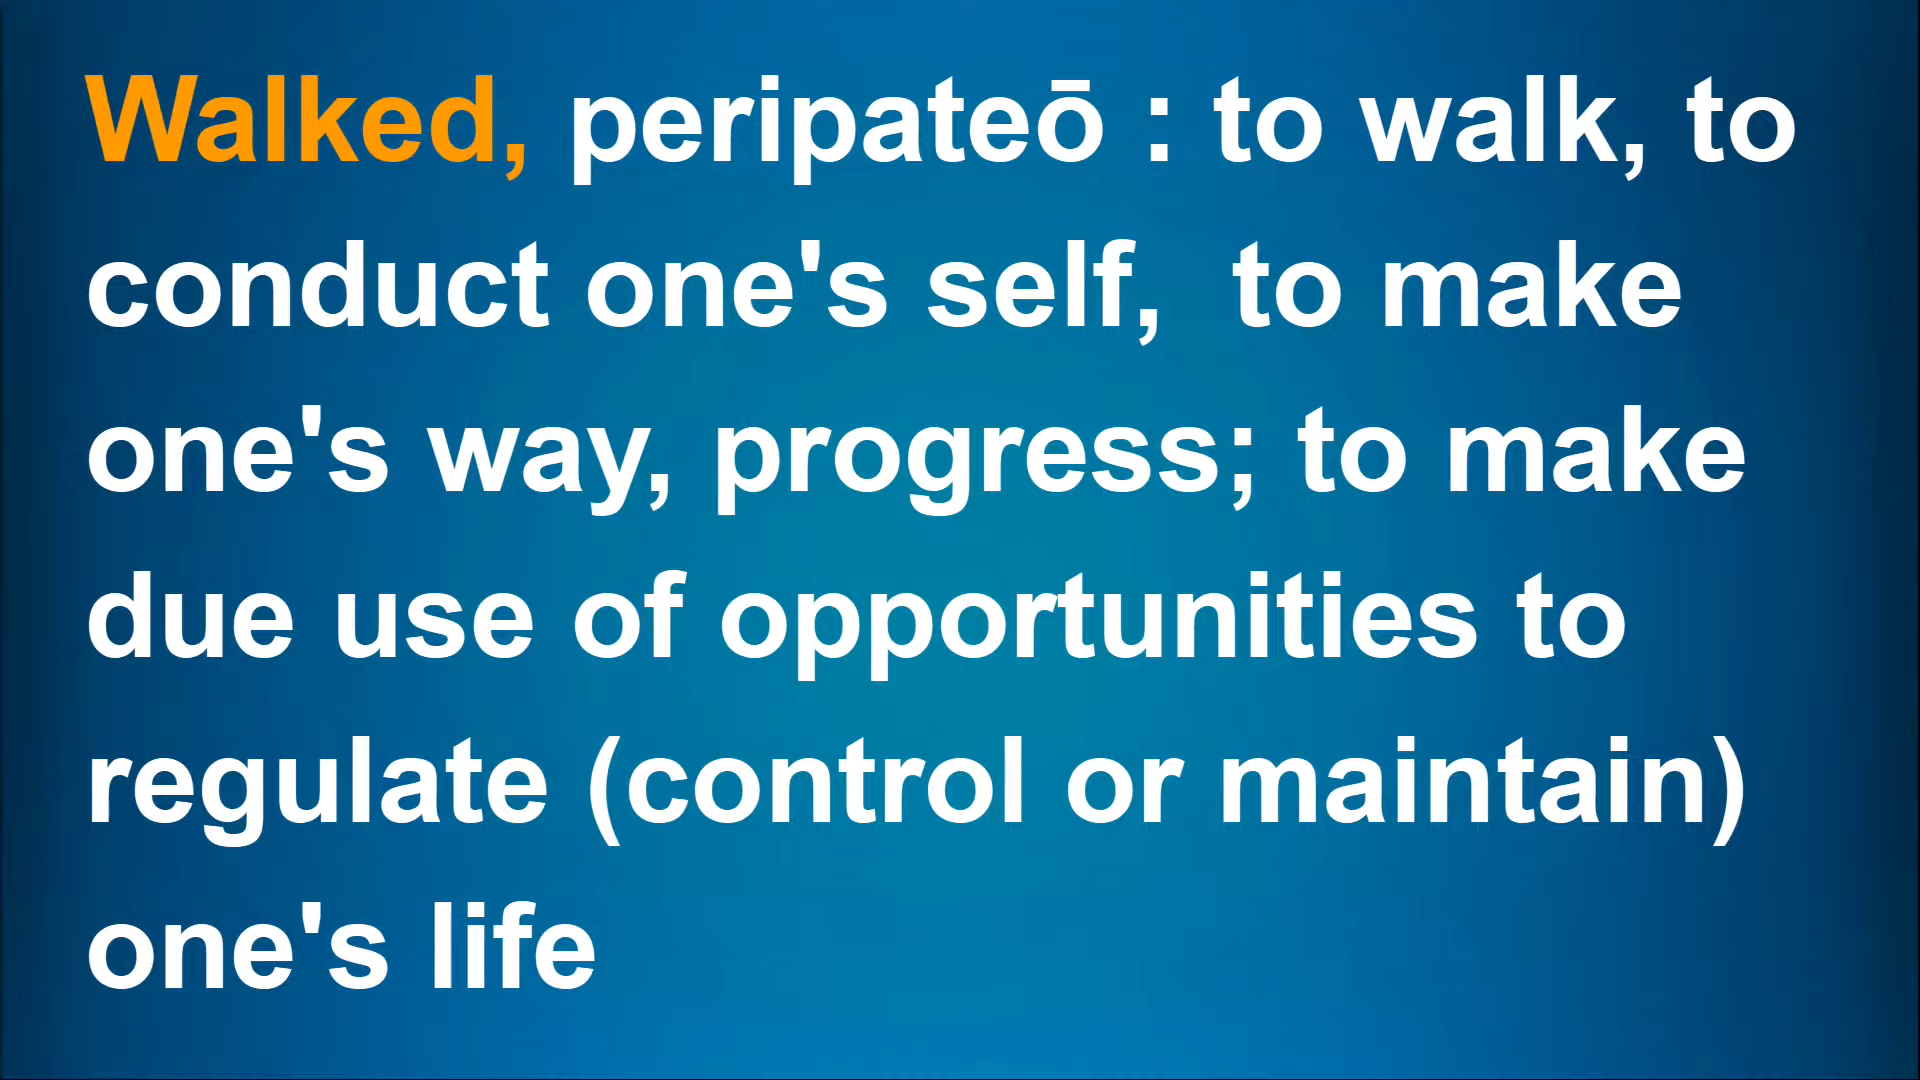 Walked, peripateō : to walk, to
conduct one's self,  to make
one's way, progress; to make
due use of opportunities to
regulate (control or maintain)
one's life